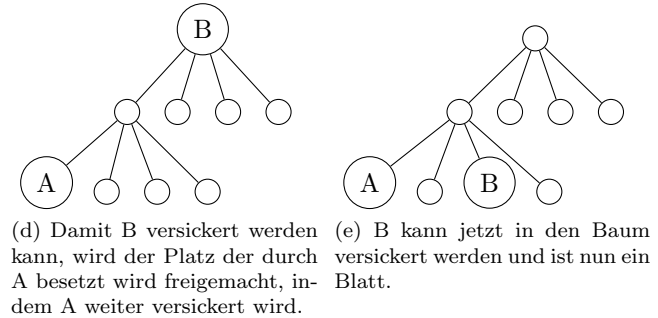 B
A
A
B
(d) Damit B versickert werden
kann, wird der Platz der durch
A besetzt wird freigemacht, in-
dem A weiter versickert wird.
(e) B kann jetzt in den Baum
versickert werden und ist nun ein
Blatt.